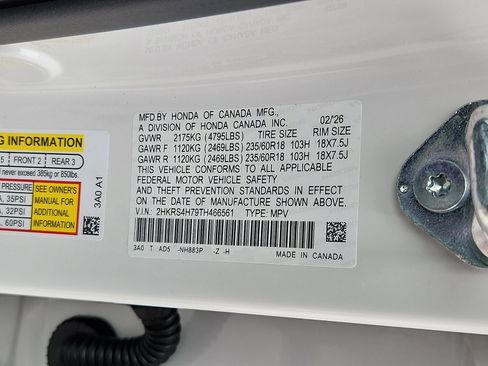 MFD.BY HONDA OF CANADA MFG.,
A DIVISION OF HONDA CANADA INC. 02/26
GVWR 2175KG (4795LBS) TIRE SIZE RIM SIZE
GAWR F 1120KG (2469LBS) 235/60R18 103H 18X7.5J
GAWR R 1120KG (2469LBS) 235/60R18 103H 18X7.5J
THIS VEHICLE CONFORMS TO ALL APPLICABLE
FEDERAL MOTOR VEHICLE SAFETY
AND THEFT PREVENTION STANDARDS IN EFFECT
ON THE DATE OF MANUFACTURE SHOWN ABOVE.
V.I.N.: 2HKRS4H79TH466561 TYPE: MPV
3A0 T AD5 -NH883P -Z -H
MADE IN CANADA
G INFORMATION
5 FRONT 2 REAR 3
never exceed 385kg or 850lbs.
PRESSURE SEE OWNERS
35PSI MANUAL
32PSI FOR
60PSI ADDITIONAL
INFORMATION
3A0 A1